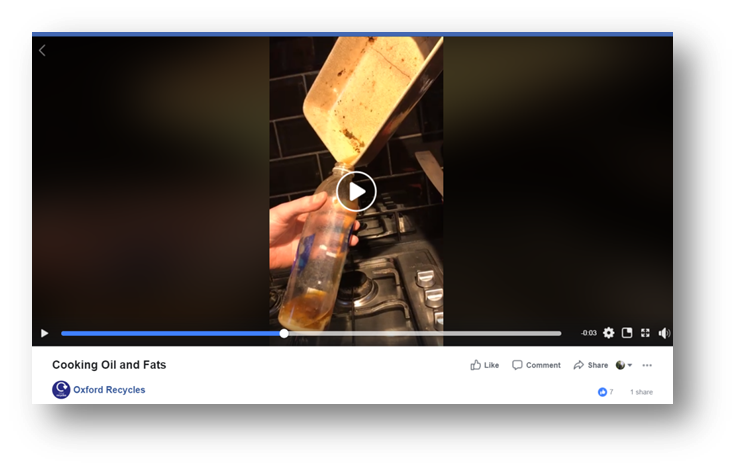 -0:03
Cooking Oil and Fats
Like
Comment
Share
Oxford Recycles
7
1 share